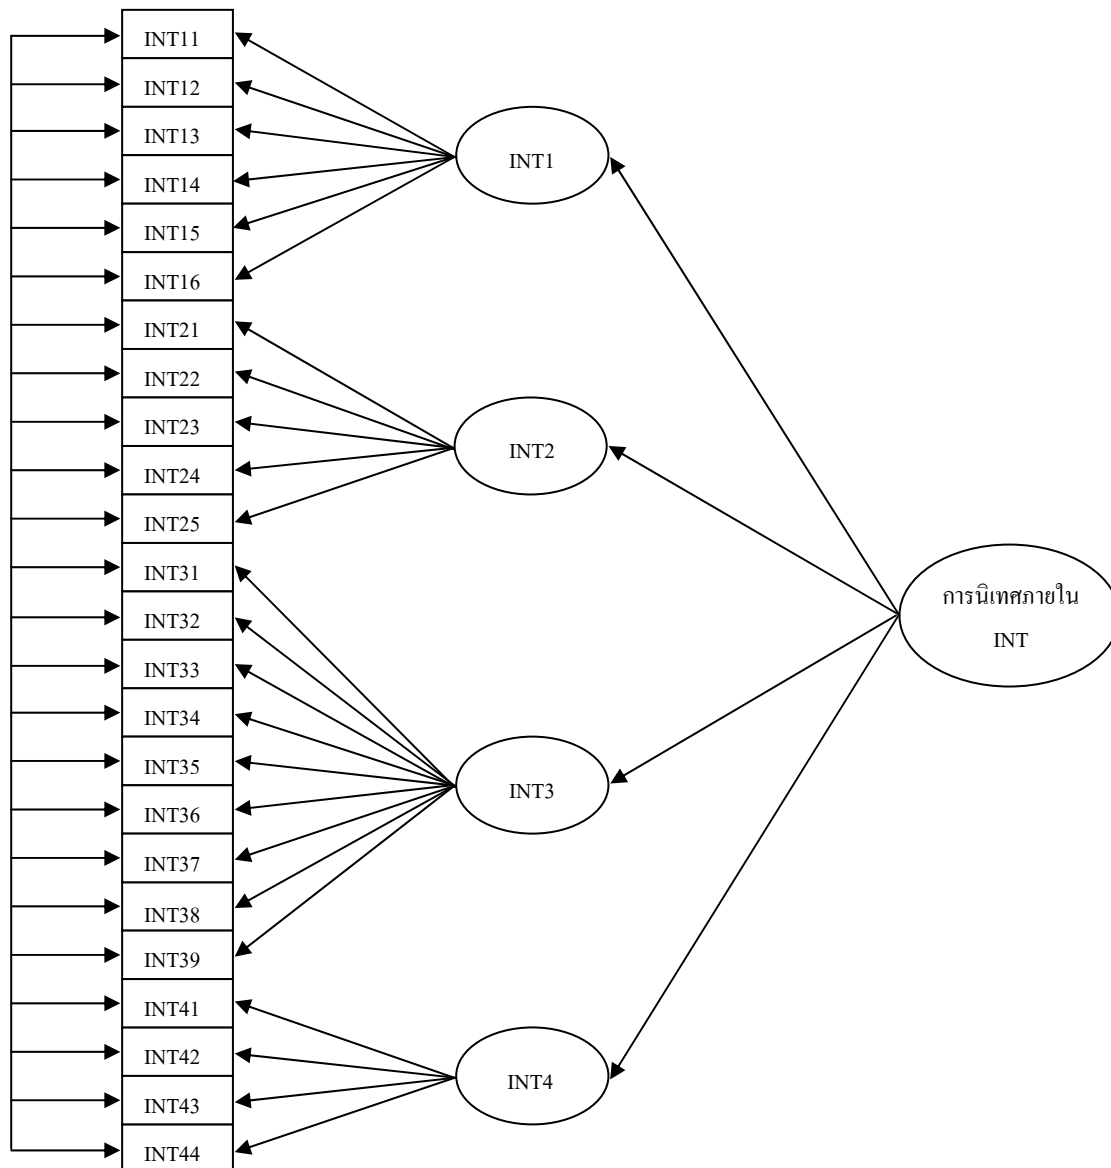 INT11
INT12
INT13
INT14
INT15
INT16
INT21
INT22
INT23
INT24
INT25
INT31
INT32
INT33
INT34
INT35
INT36
INT37
INT38
INT39
INT41
INT42
INT43
INT44
INT1
INT2
INT3
INT4
การนิเทศภายใน
INT